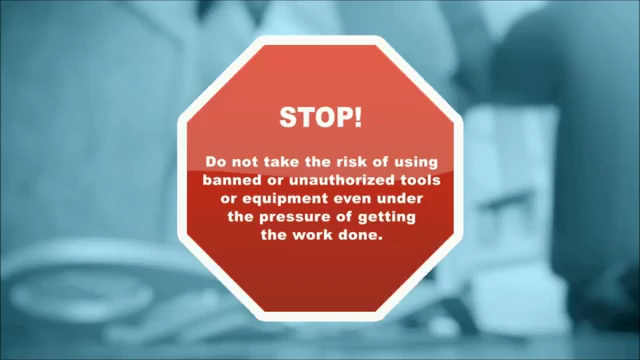 STOP!
Do not take the risk of using
banned or unauthorized tools
or equipment even under
the pressure of getting
the work done.